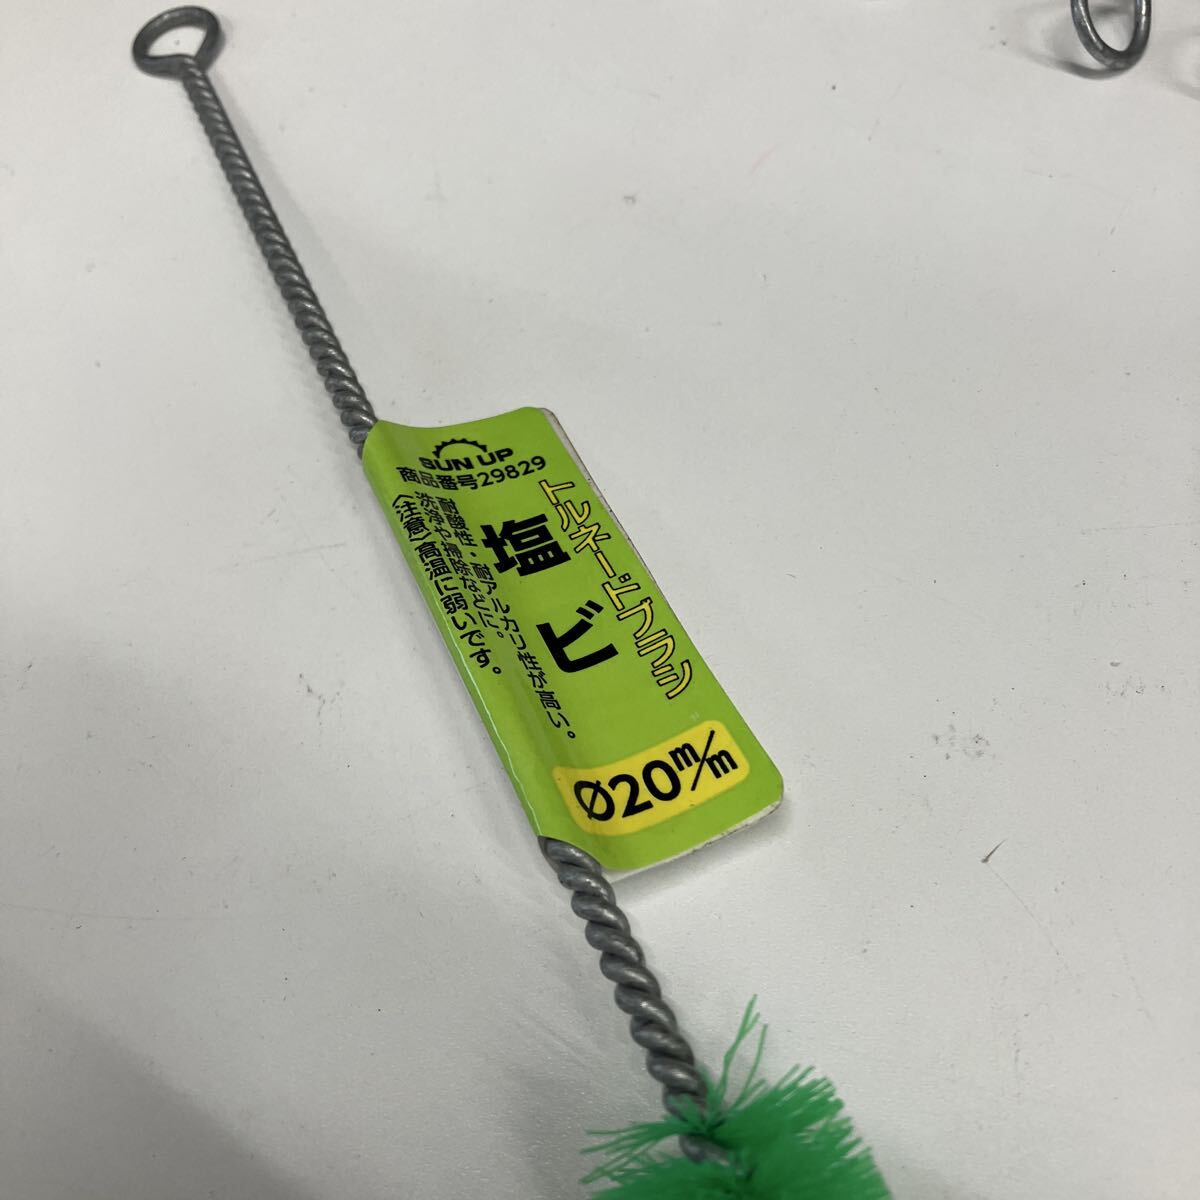 SUN UP
商品番号29829
トルネードブラシ
塩ビ
耐酸性・耐アルカリ性が高い。
洗浄や掃除などに。
〈注意〉高温に弱いです。
Ø20m/m